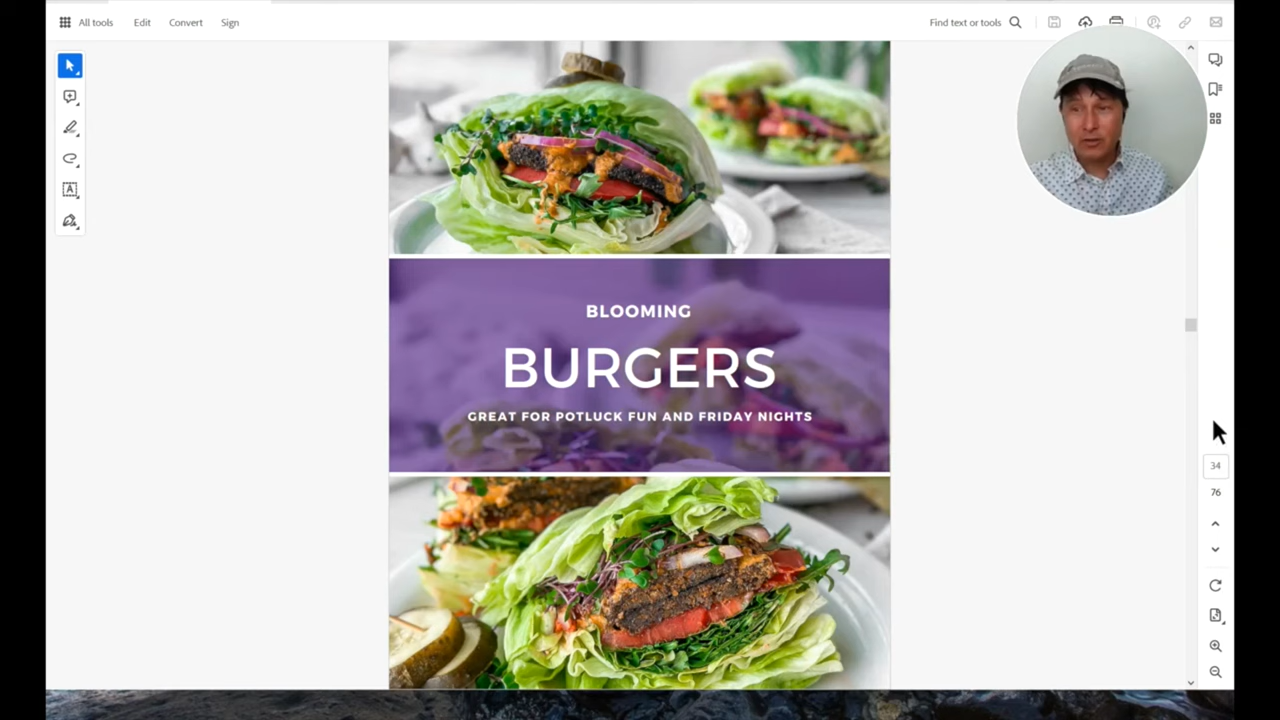 All tools Edit Convert Sign Find text or tools
BLOOMING
BURGERS
GREAT FOR POTLUCK FUN AND FRIDAY NIGHTS
34
76